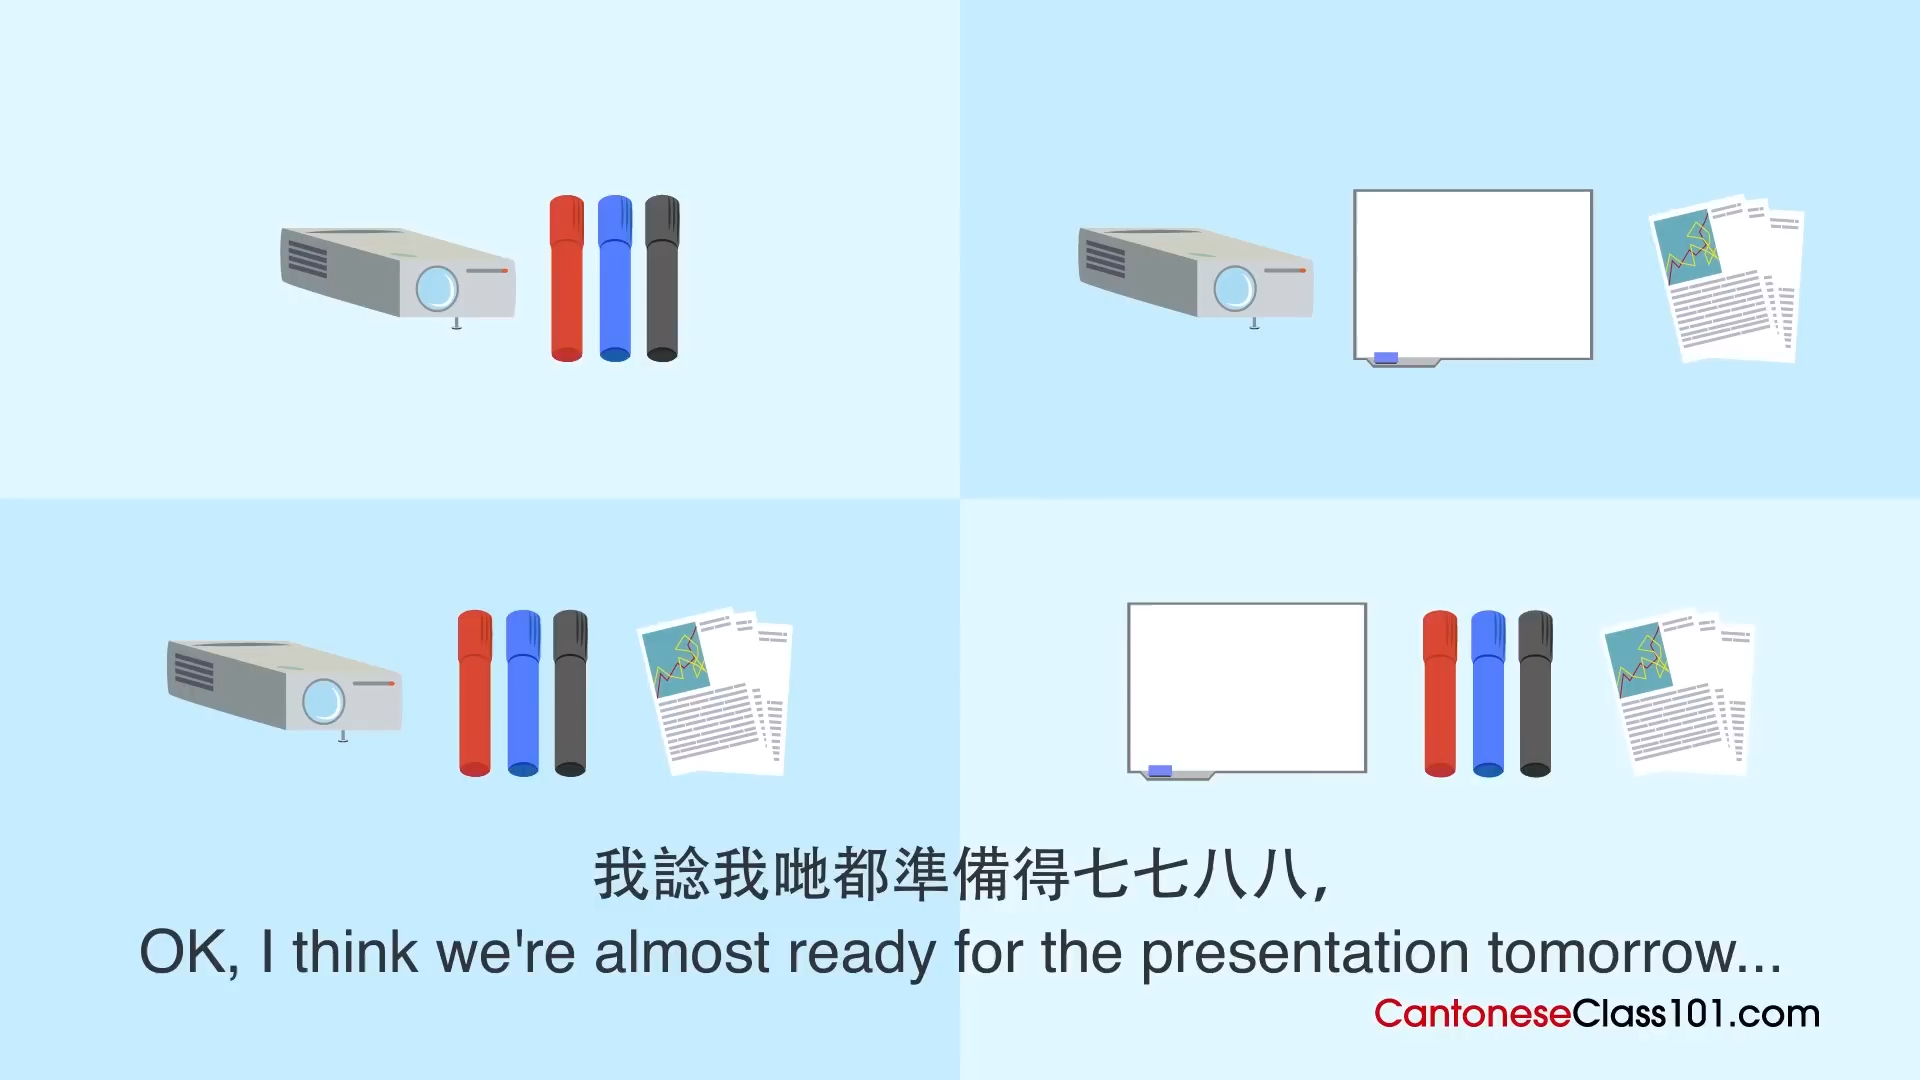 我諗我哋都準備得七七八八,
OK, I think we're almost ready for the presentation tomorrow...
CantoneseClass101.com